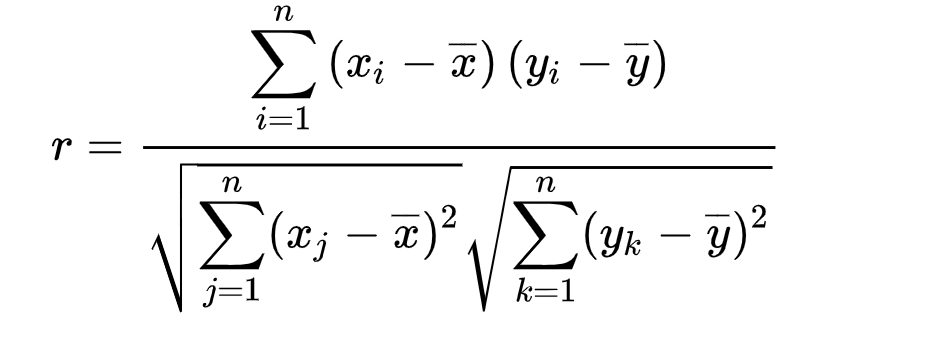 r = \frac{\sum_{i=1}^{n} (x_i - \overline{x}) (y_i - \overline{y})}{\sqrt{\sum_{j=1}^{n} (x_j - \overline{x})^2} \sqrt{\sum_{k=1}^{n} (y_k - \overline{y})^2}}